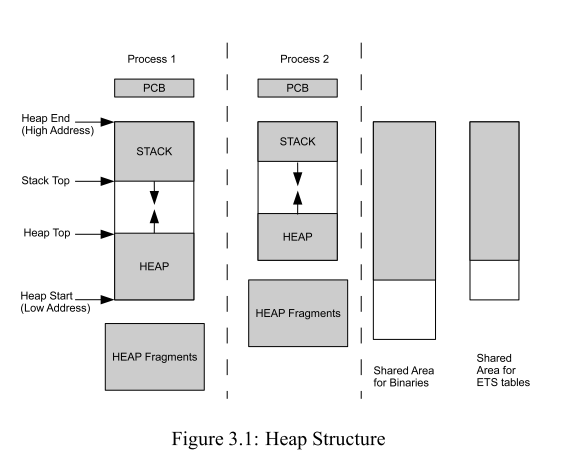 Process 1
Process 2
PCB
PCB
Heap End
(High Address)
STACK
STACK
Stack Top
Heap Top
HEAP
HEAP
Heap Start
(Low Address)
HEAP Fragments
HEAP Fragments
Shared Area
for Binaries
Shared
Area for
ETS tables
Figure 3.1: Heap Structure